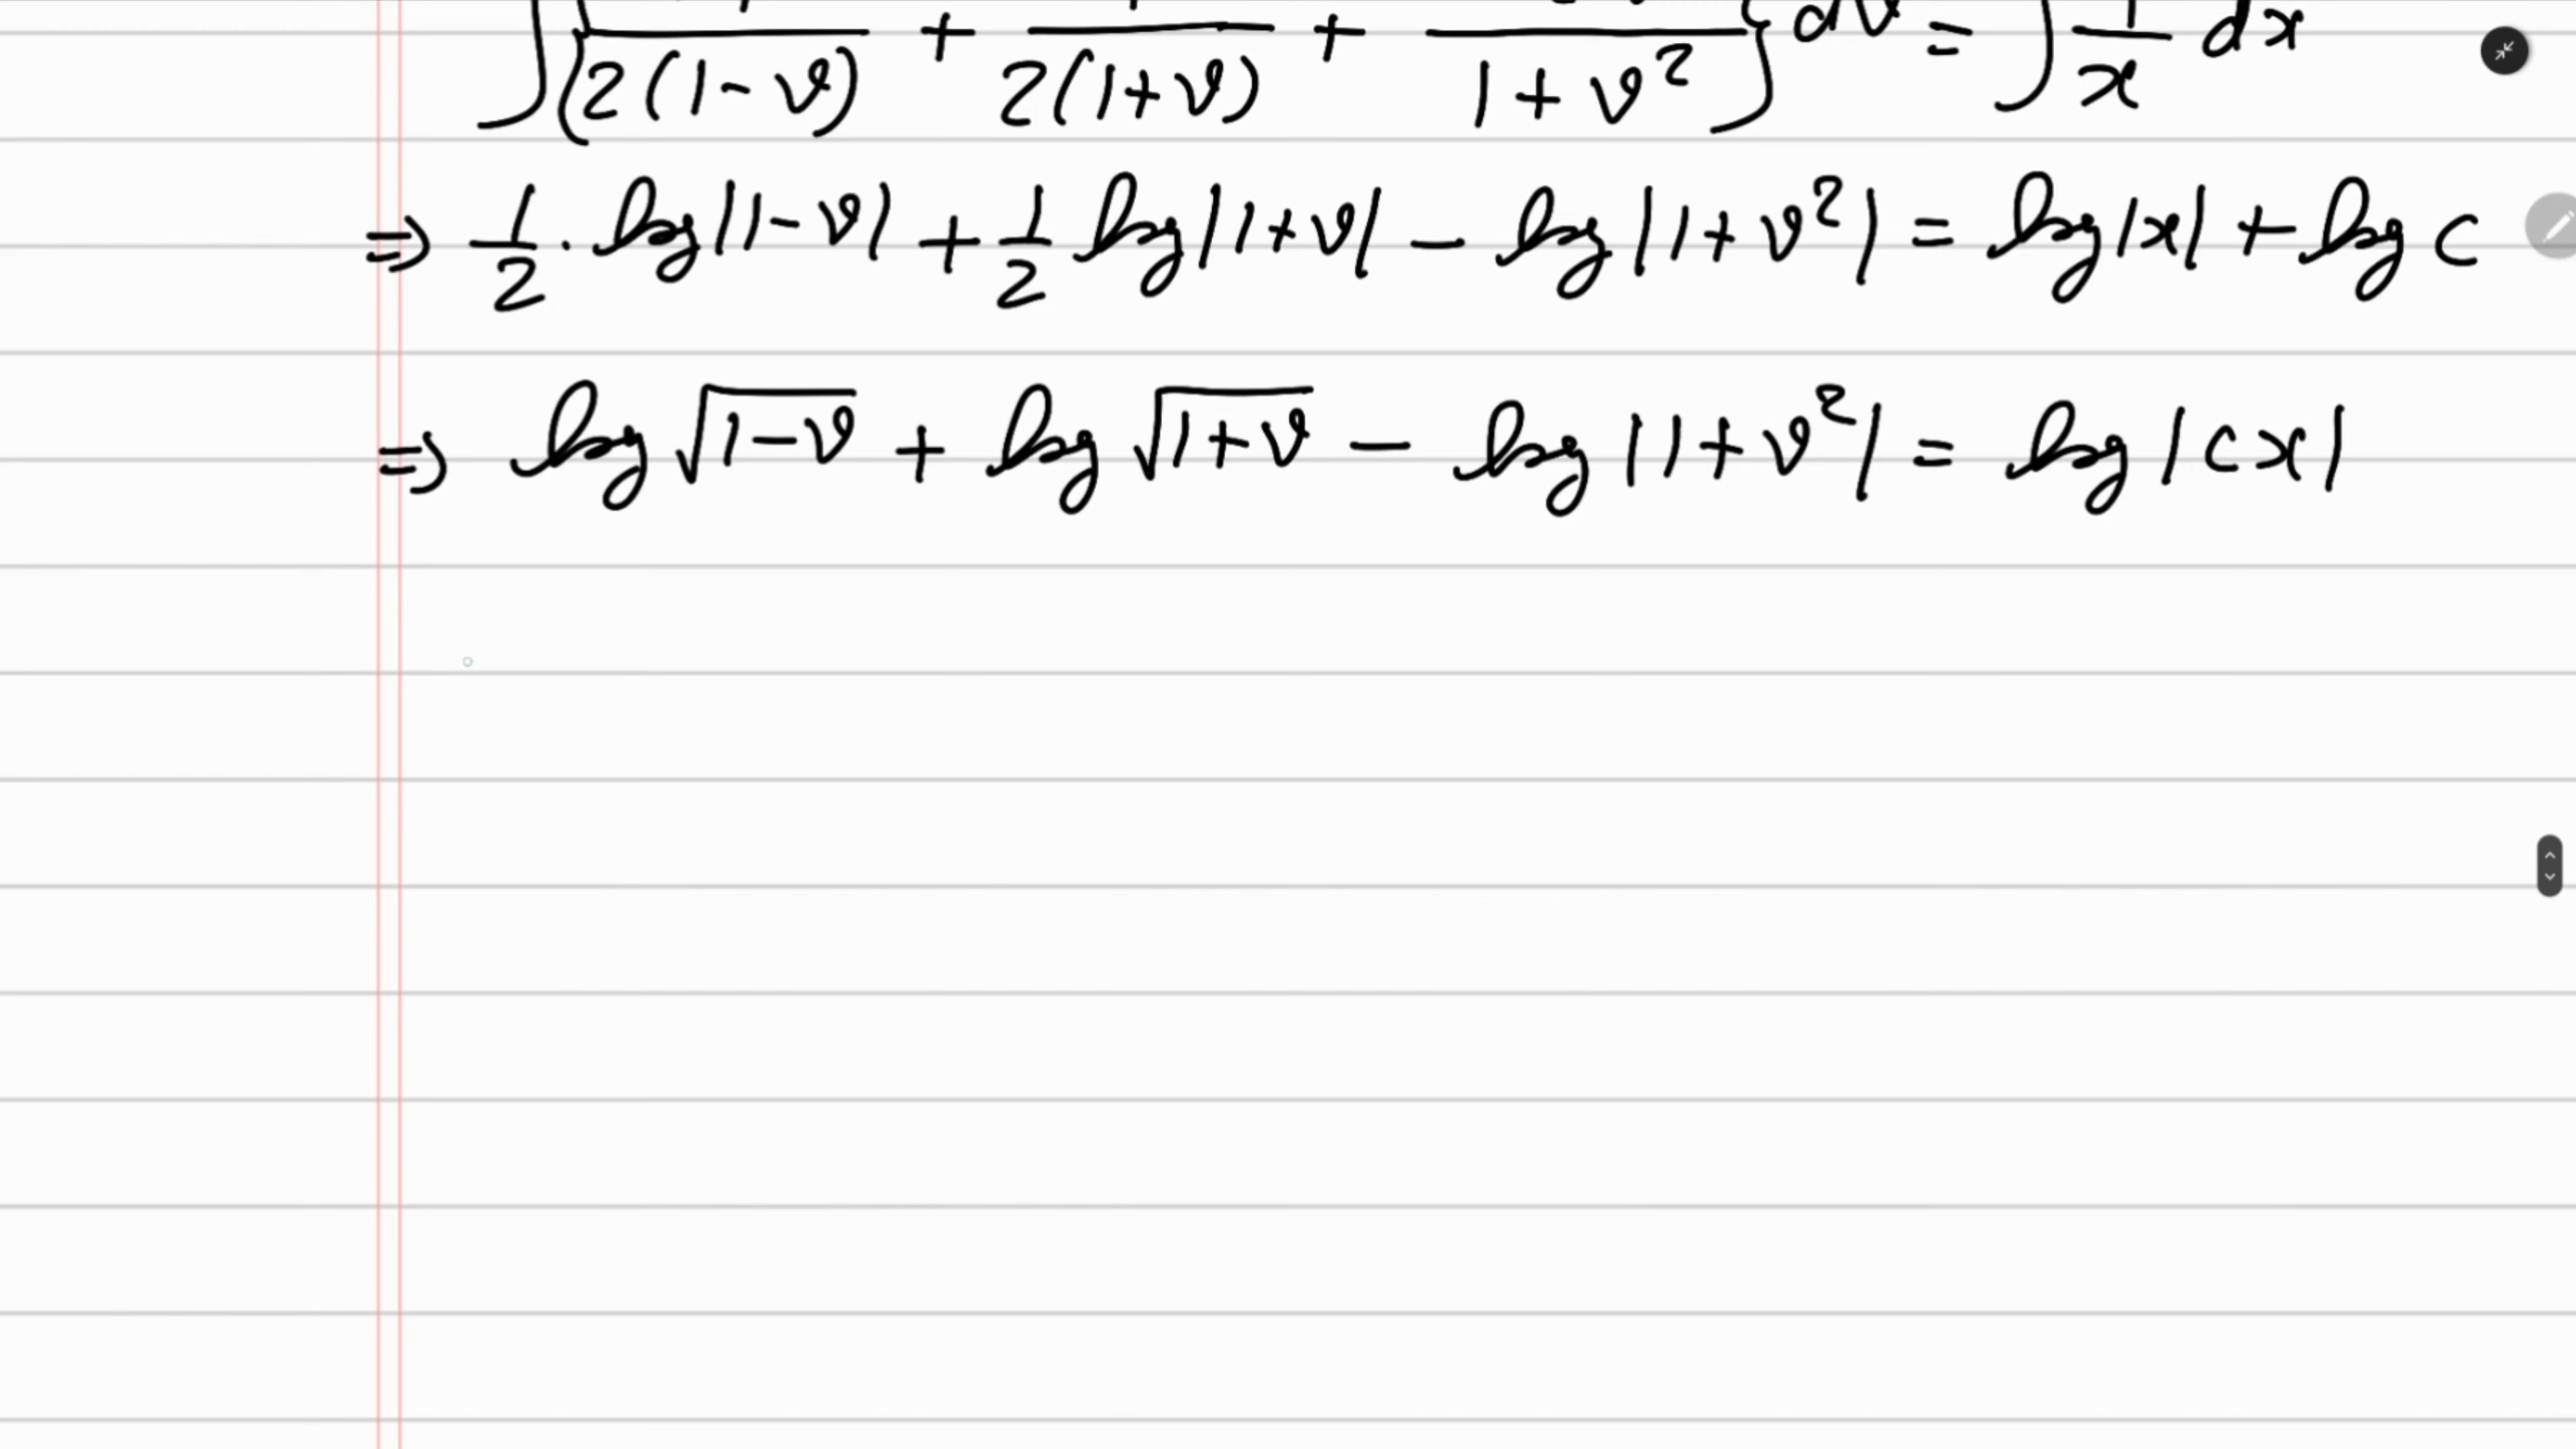 ∫{ /2(1-v) + /2(1+v) + /1+v² } dv = ∫ 1/x dx
⇒ 1/2 · log|1-v| + 1/2 log|1+v| - log|1+v²| = log|x| + log c
⇒ log√(1-v) + log√(1+v) - log|1+v²| = log|cx|